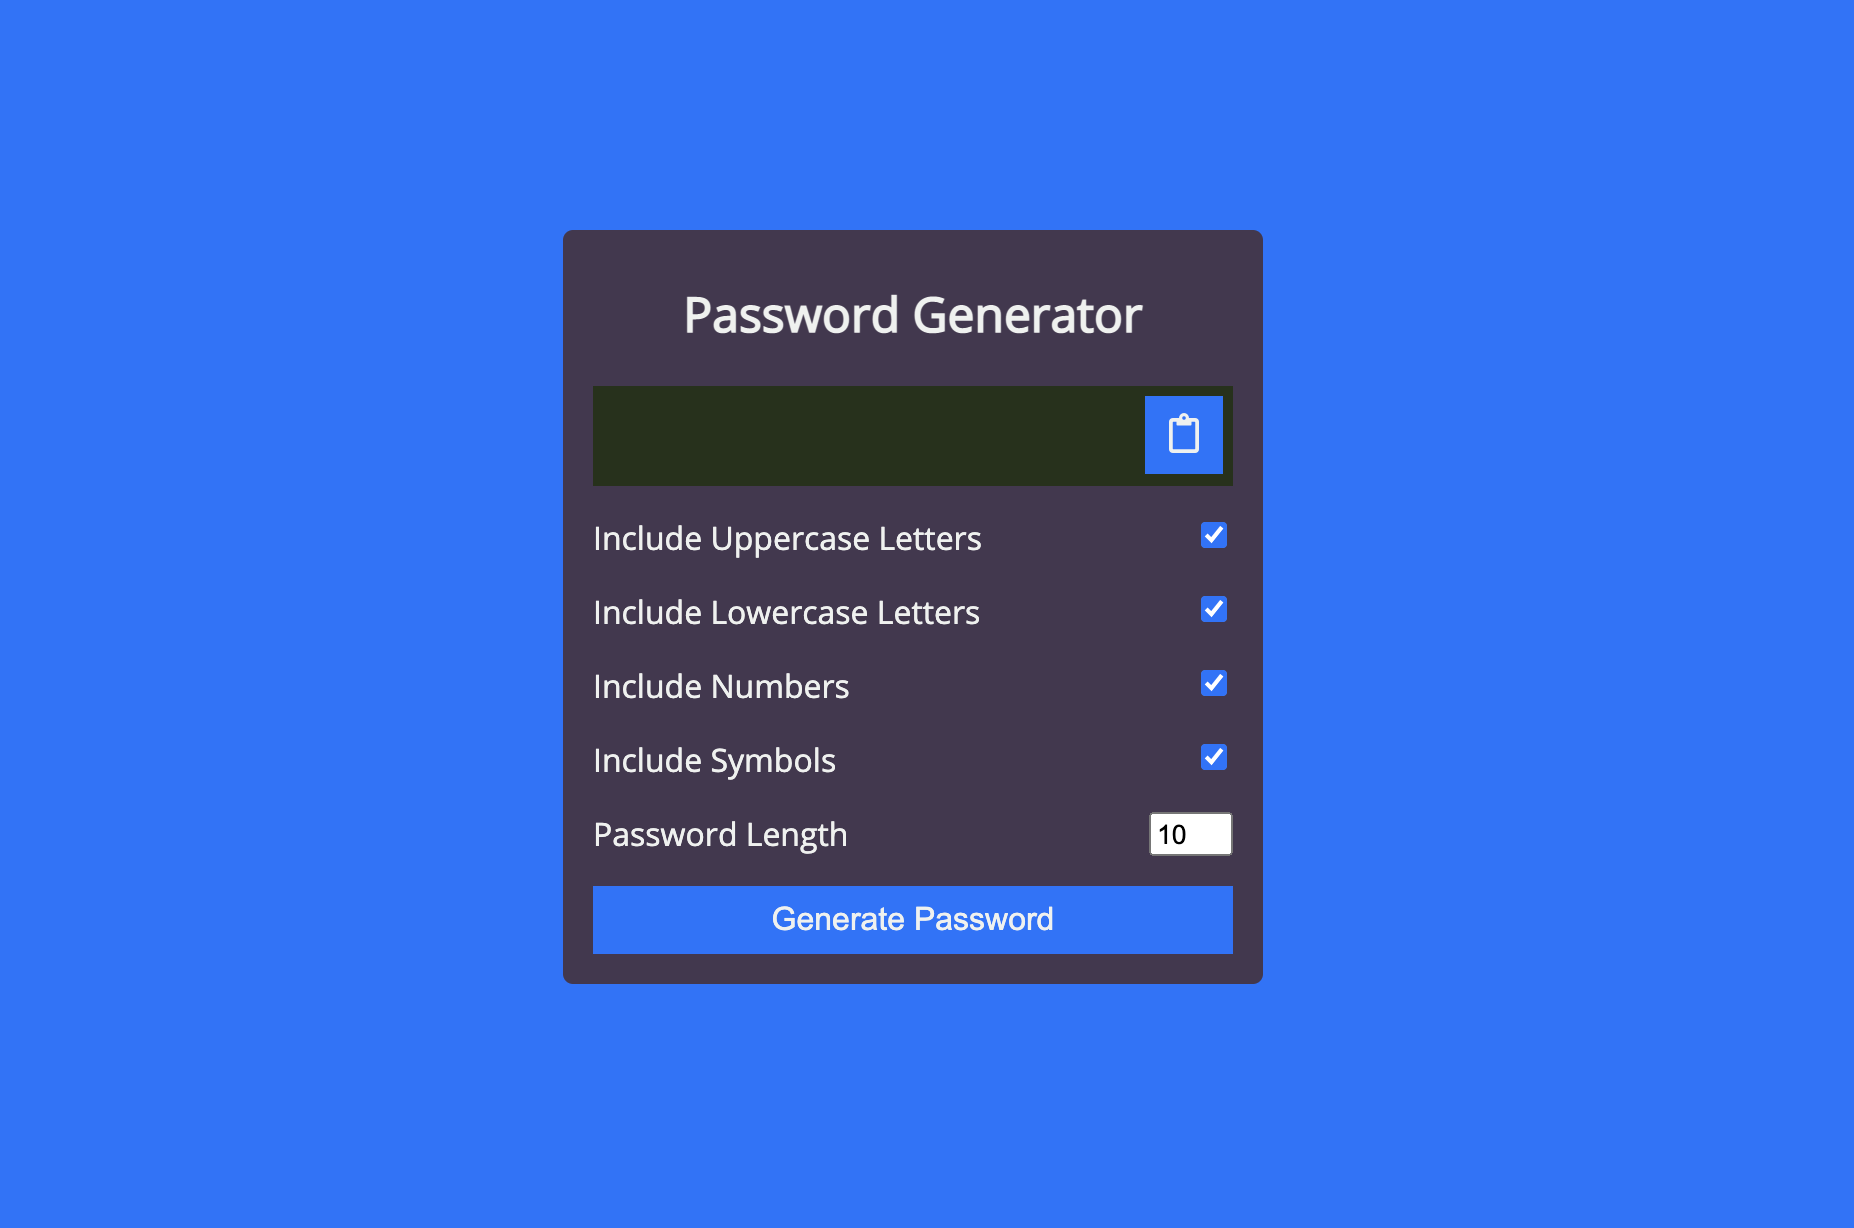 Password Generator
Include Uppercase Letters
Include Lowercase Letters
Include Numbers
Include Symbols
Password Length 10
Generate Password